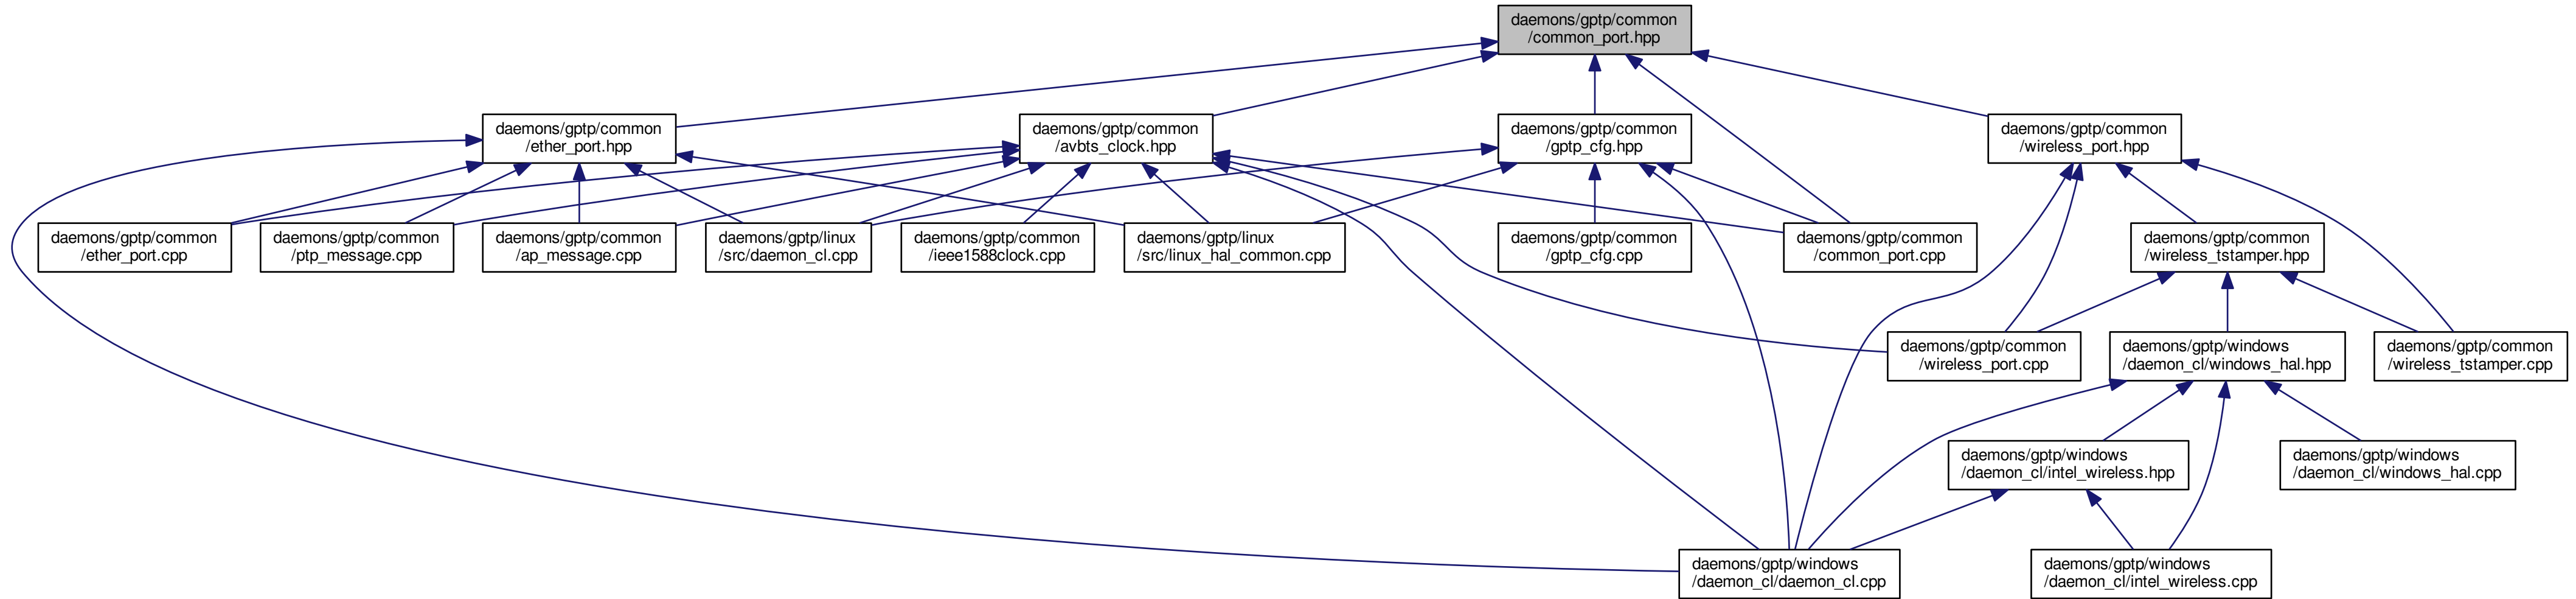 daemons/gptp/common
/common_port.hpp
daemons/gptp/common
/ether_port.hpp
daemons/gptp/common
/avbts_clock.hpp
daemons/gptp/common
/gptp_cfg.hpp
daemons/gptp/common
/wireless_port.hpp
daemons/gptp/common
/ether_port.cpp
daemons/gptp/common
/ptp_message.cpp
daemons/gptp/common
/ap_message.cpp
daemons/gptp/linux
/src/daemon_cl.cpp
daemons/gptp/common
/ieee1588clock.cpp
daemons/gptp/linux
/src/linux_hal_common.cpp
daemons/gptp/common
/gptp_cfg.cpp
daemons/gptp/common
/common_port.cpp
daemons/gptp/common
/wireless_tstamper.hpp
daemons/gptp/common
/wireless_port.cpp
daemons/gptp/windows
/daemon_cl/windows_hal.hpp
daemons/gptp/common
/wireless_tstamper.cpp
daemons/gptp/windows
/daemon_cl/intel_wireless.hpp
daemons/gptp/windows
/daemon_cl/windows_hal.cpp
daemons/gptp/windows
/daemon_cl/daemon_cl.cpp
daemons/gptp/windows
/daemon_cl/intel_wireless.cpp